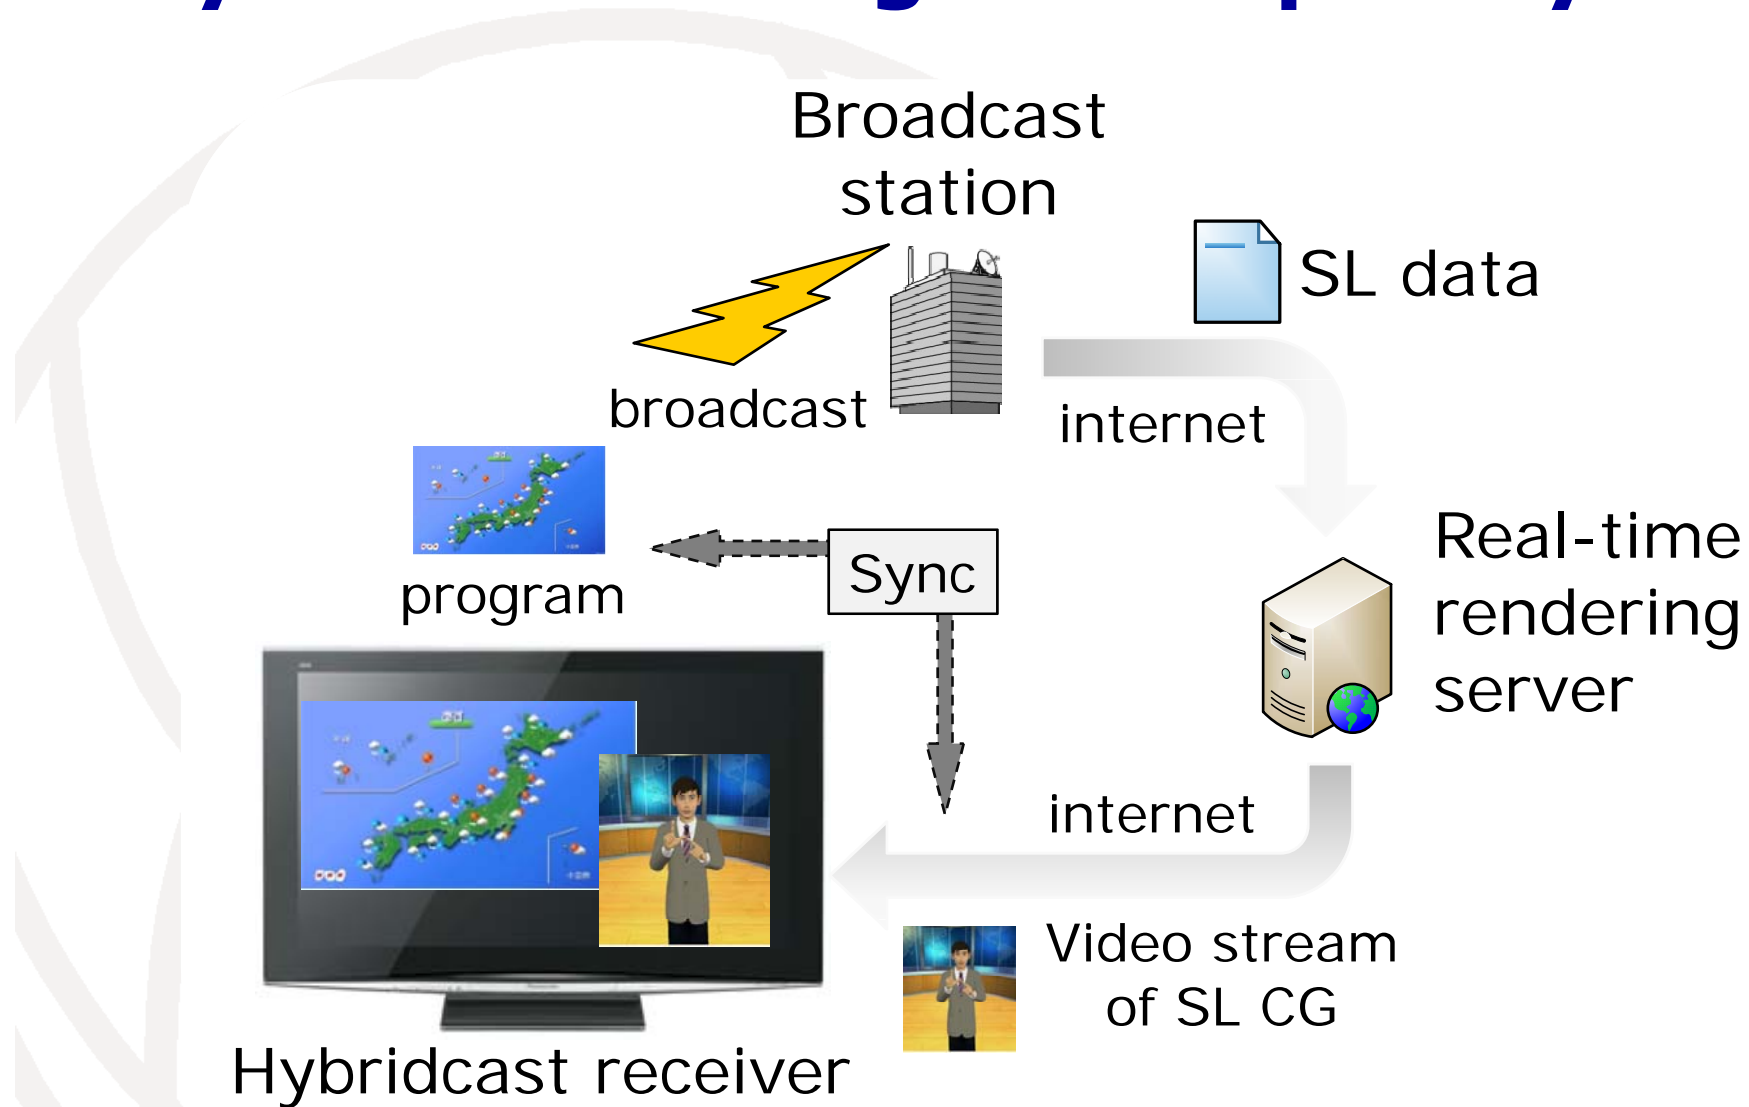 Broadcast
station
SL data
broadcast
internet
program
Sync
Real-time
rendering
server
internet
Video stream
of SL CG
Hybridcast receiver